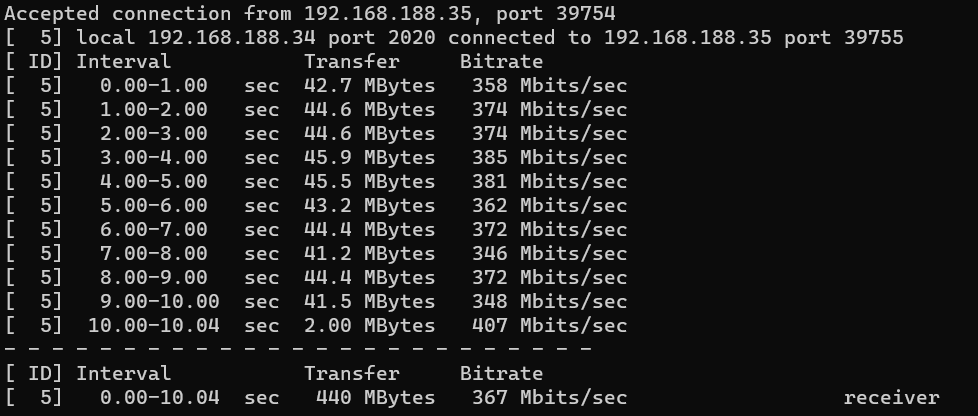 Accepted connection from 192.168.188.35, port 39754
[  5] local 192.168.188.34 port 2020 connected to 192.168.188.35 port 39755
[ ID] Interval           Transfer     Bitrate
[  5]   0.00-1.00   sec  42.7 MBytes   358 Mbits/sec
[  5]   1.00-2.00   sec  44.6 MBytes   374 Mbits/sec
[  5]   2.00-3.00   sec  44.6 MBytes   374 Mbits/sec
[  5]   3.00-4.00   sec  45.9 MBytes   385 Mbits/sec
[  5]   4.00-5.00   sec  45.5 MBytes   381 Mbits/sec
[  5]   5.00-6.00   sec  43.2 MBytes   362 Mbits/sec
[  5]   6.00-7.00   sec  44.4 MBytes   372 Mbits/sec
[  5]   7.00-8.00   sec  41.2 MBytes   346 Mbits/sec
[  5]   8.00-9.00   sec  44.4 MBytes   372 Mbits/sec
[  5]   9.00-10.00  sec  41.5 MBytes   348 Mbits/sec
[  5]  10.00-10.04  sec  2.00 MBytes   407 Mbits/sec
- - - - - - - - - - - - - - - - - - - - - - - - -
[ ID] Interval           Transfer     Bitrate
[  5]   0.00-10.04  sec   440 MBytes   367 Mbits/sec                  receiver